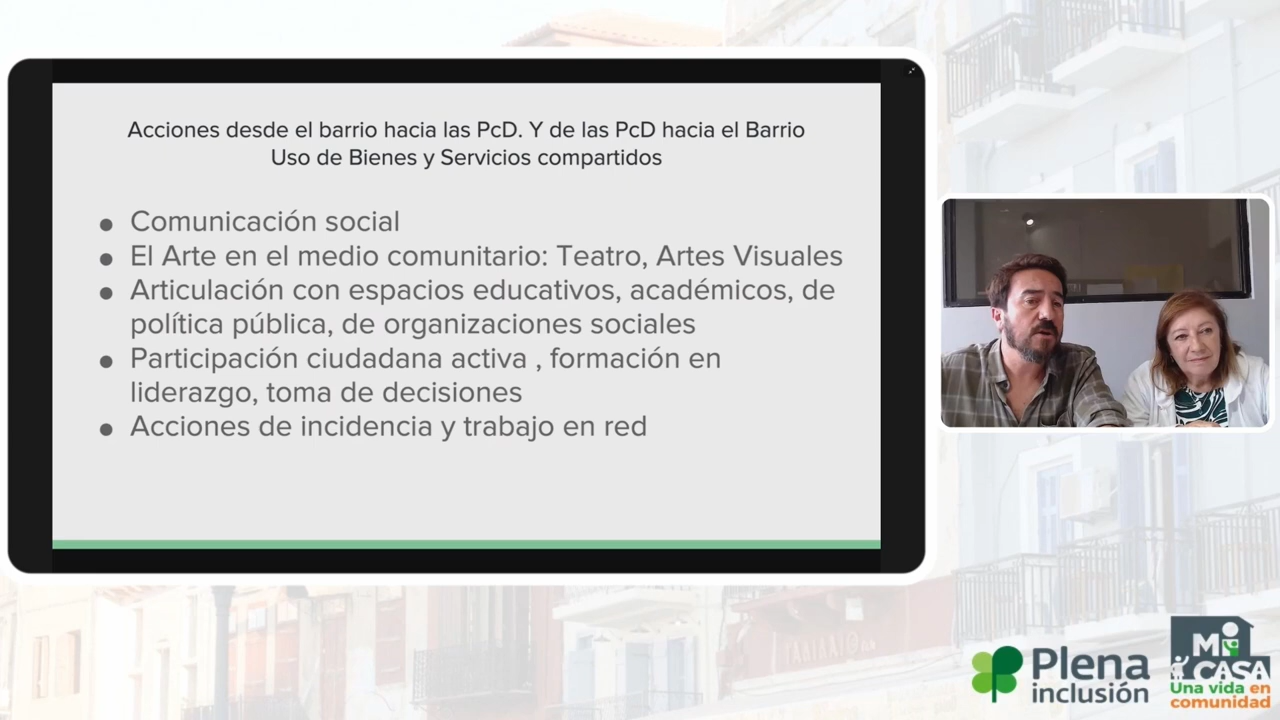 Acciones desde el barrio hacia las PcD. Y de las PcD hacia el Barrio
Uso de Bienes y Servicios compartidos
● Comunicación social
● El Arte en el medio comunitario: Teatro, Artes Visuales
● Articulación con espacios educativos, académicos, de
política pública, de organizaciones sociales
● Participación ciudadana activa , formación en
liderazgo, toma de decisiones
● Acciones de incidencia y trabajo en red
Plena
inclusión
Mi
CASA
Una vida en
comunidad